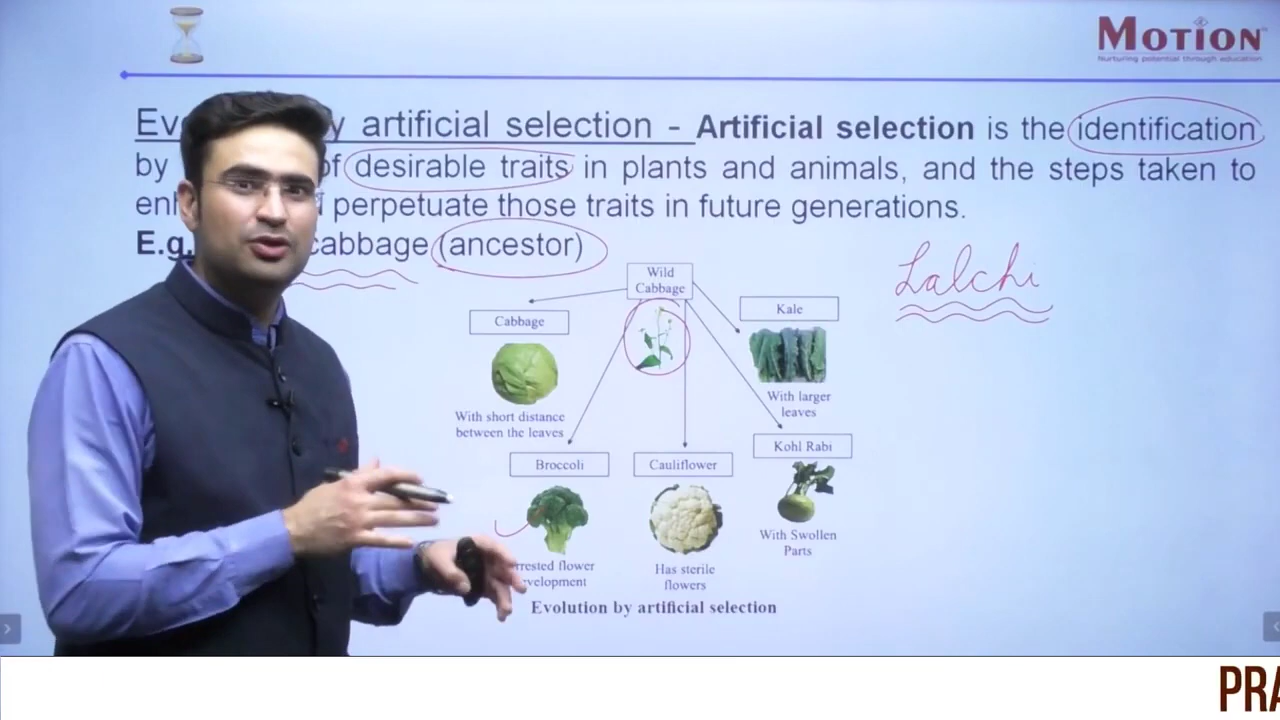 MOTION
Nurturing potential through education
Ev y artificial selection - Artificial selection is the identification
by of desirable traits in plants and animals, and the steps taken to
en perpetuate those traits in future generations.
E.g. cabbage (ancestor)
Lalchi
Wild
Cabbage
Cabbage
With short distance
between the leaves
Kale
With larger
leaves
Broccoli
rrested flower
velopment
Cauliflower
Has sterile
flowers
Kohl Rabi
With Swollen
Parts
Evolution by artificial selection
PRA